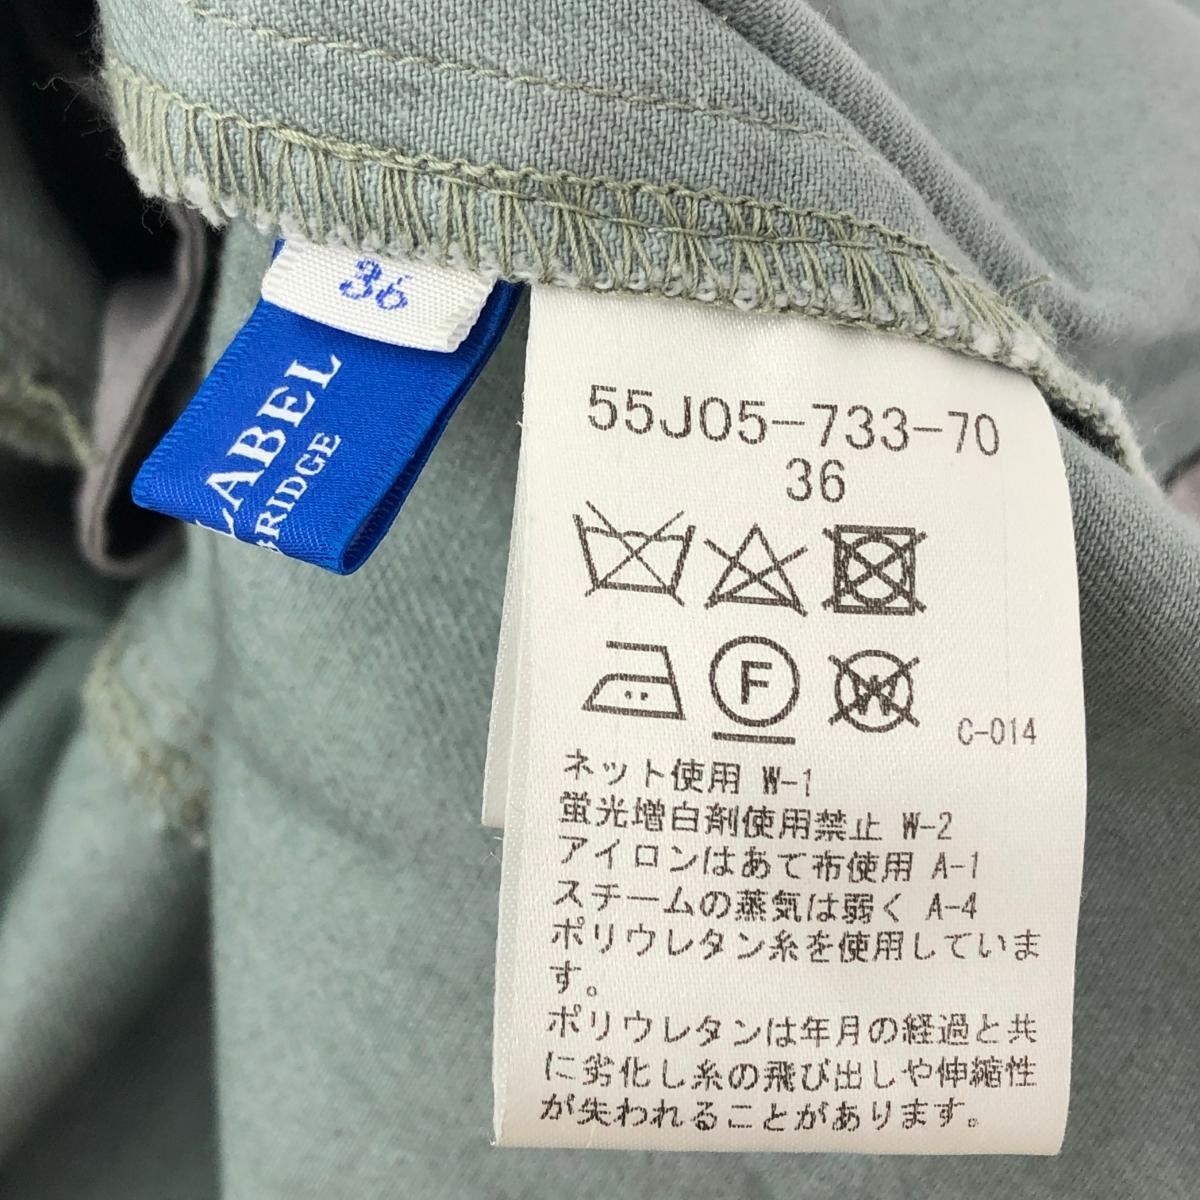 36
LABEL
BRIDGE
55J05-733-70
36
F
W
C-014
ネット使用 W-1
蛍光増白剤使用禁止 W-2
アイロンはあて布使用 A-1
スチームの蒸気は弱く A-4
ポリウレタン糸を使用していま
す。
ポリウレタンは年月の経過と共
に劣化し糸の飛び出しや伸縮性
が失われることがあります。